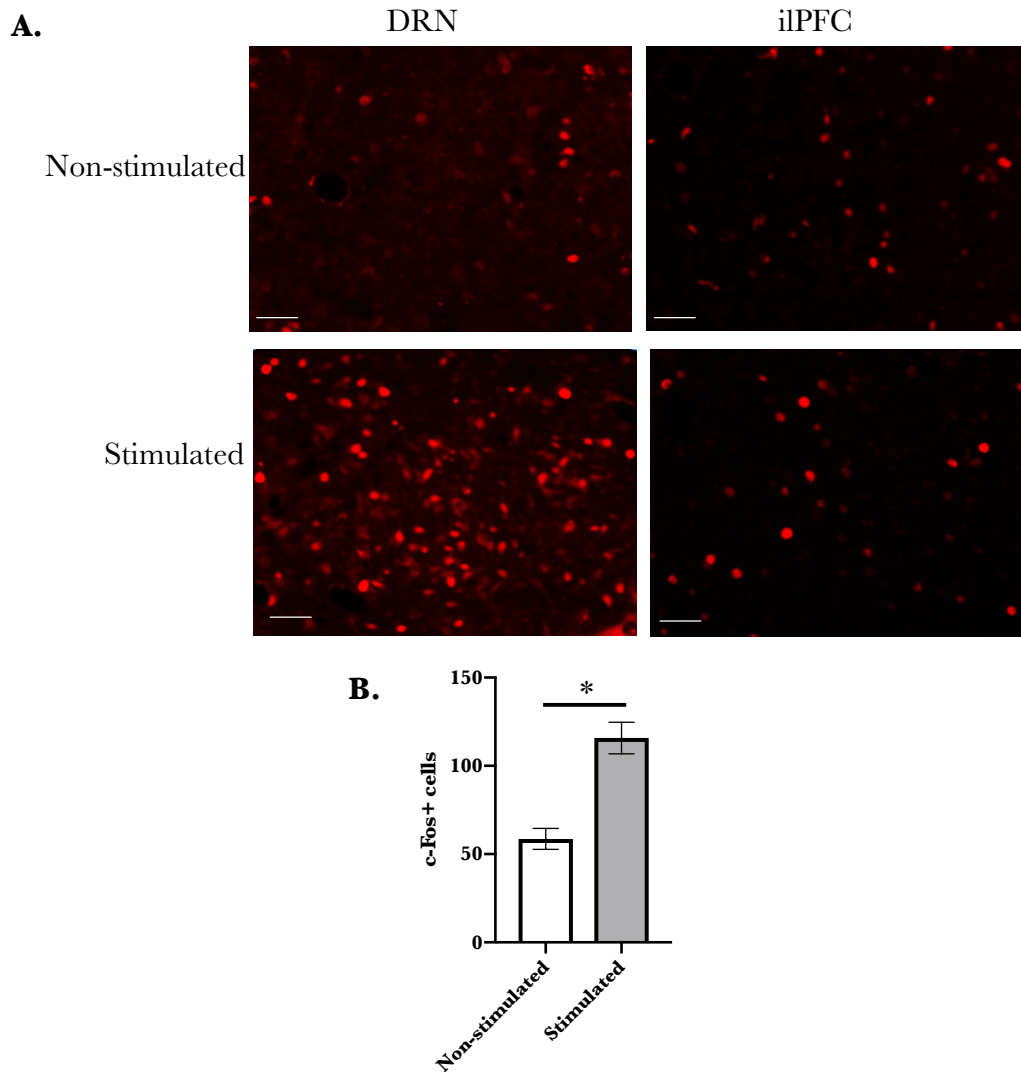 A.
DRN
ilPFC
Non-stimulated
Stimulated
B.
*
150
100
50
0
c-Fos+ cells
Non-stimulated
Stimulated